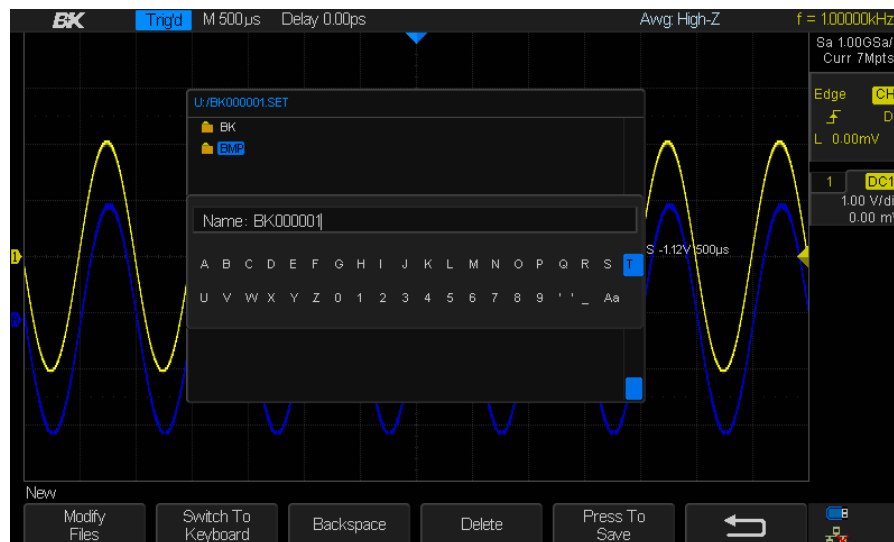 BK Trig'd M 500µs Delay 0.00ps Awg: High-Z f = 1.00000kHz
Sa 1.00GSa/
Curr 7Mpts
Edge CH
D
L 0.00mV
1 DC1
1.00 V/di
0.00 m
U:/BK000001.SET
BK
BMP
Name: BK000001
A B C D E F G H I J K L M N O P Q R S T
U V W X Y Z 0 1 2 3 4 5 6 7 8 9 ' ' _ Aa
S -1.12V 500µs
1
New
Modify Files
Switch To Keyboard
Backspace
Delete
Press To Save